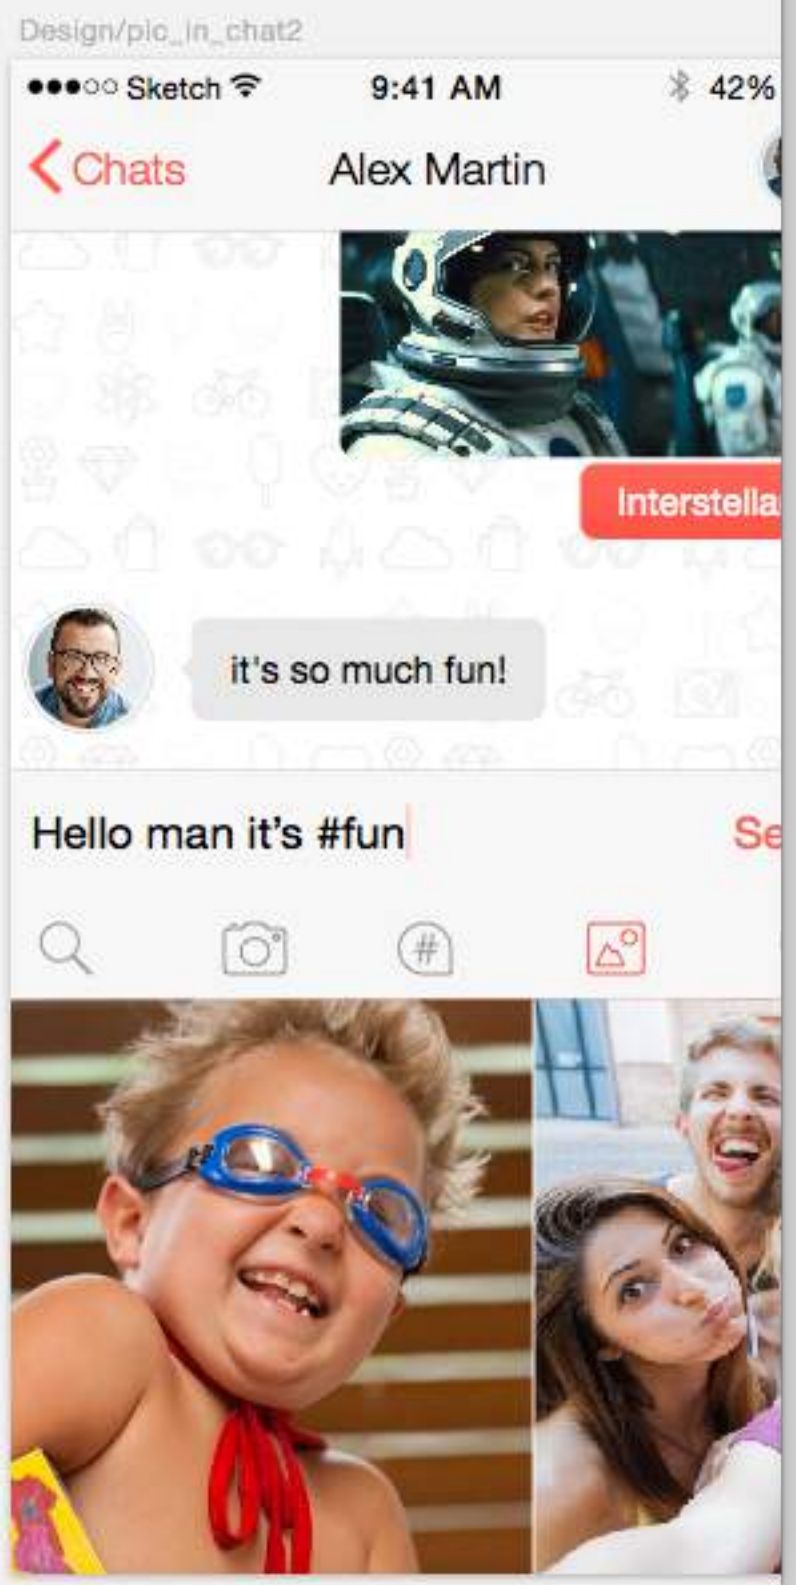 Design/pic_in_chat2
Sketch 9:41 AM 42%
Chats Alex Martin
Interstella
it's so much fun!
Hello man it's #fun Se
#